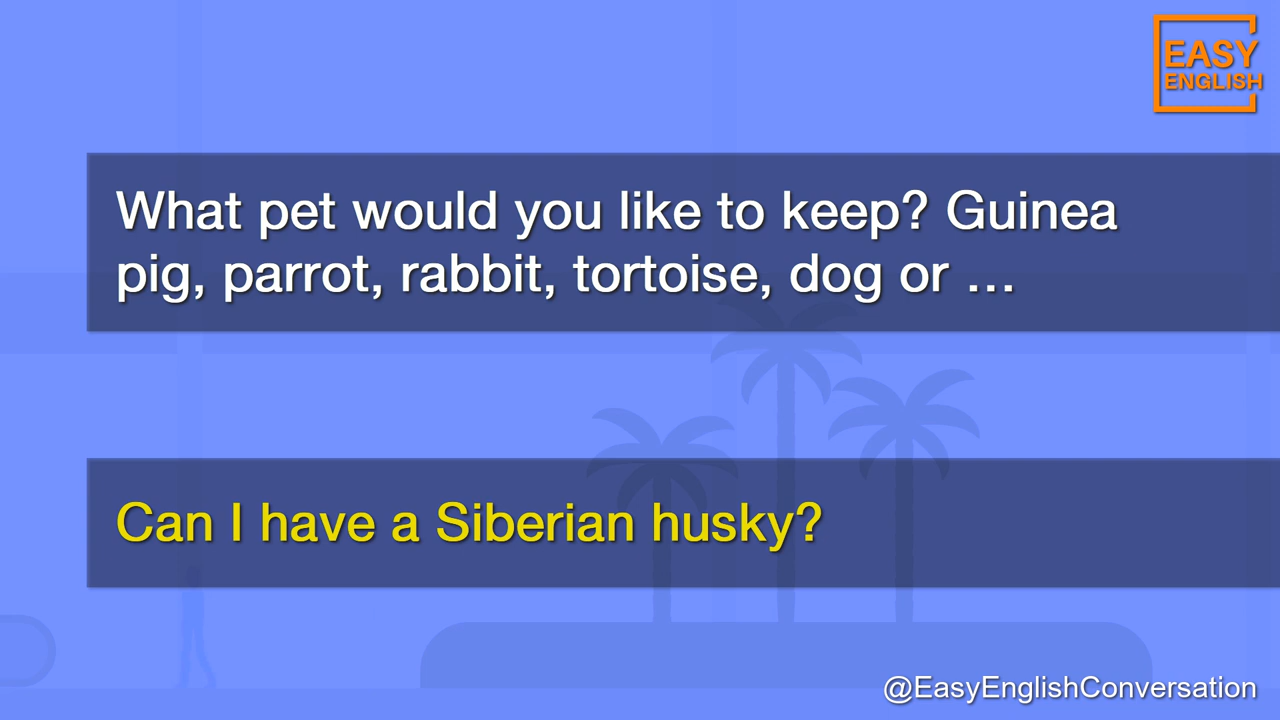 EASY
ENGLISH
What pet would you like to keep? Guinea
pig, parrot, rabbit, tortoise, dog or ...
Can I have a Siberian husky?
@EasyEnglishConversation